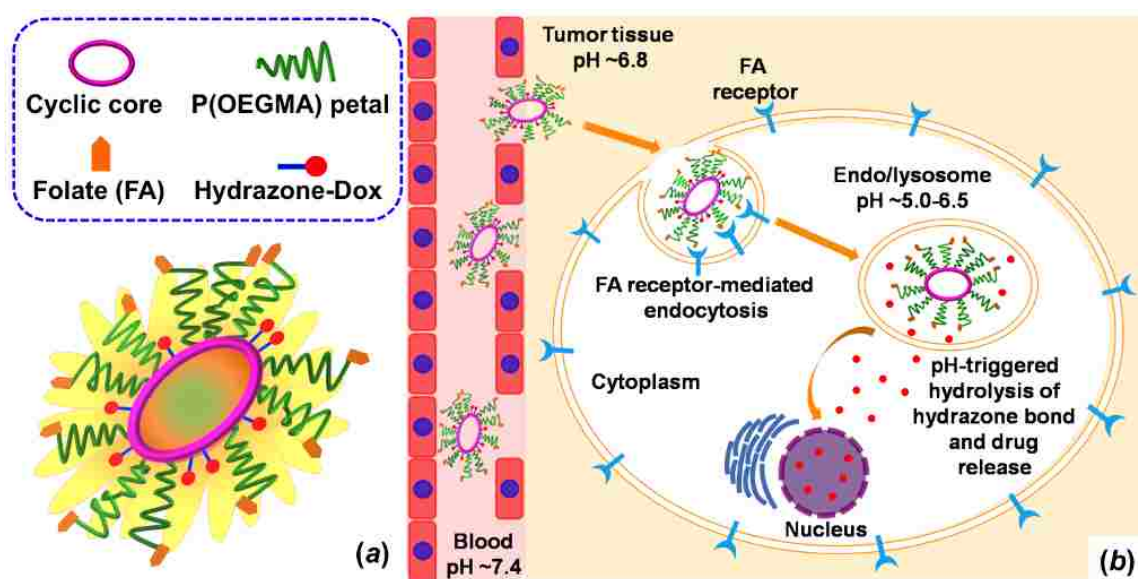 Cyclic core
P(OEGMA) petal
Folate (FA)
Hydrazone-Dox
(a)
Tumor tissue
pH ~6.8
FA
receptor
Endo/lysosome
pH ~5.0-6.5
FA receptor-mediated
endocytosis
Cytoplasm
pH-triggered
hydrolysis of
hydrazone bond
and drug
release
Nucleus
Blood
pH ~7.4
(b)